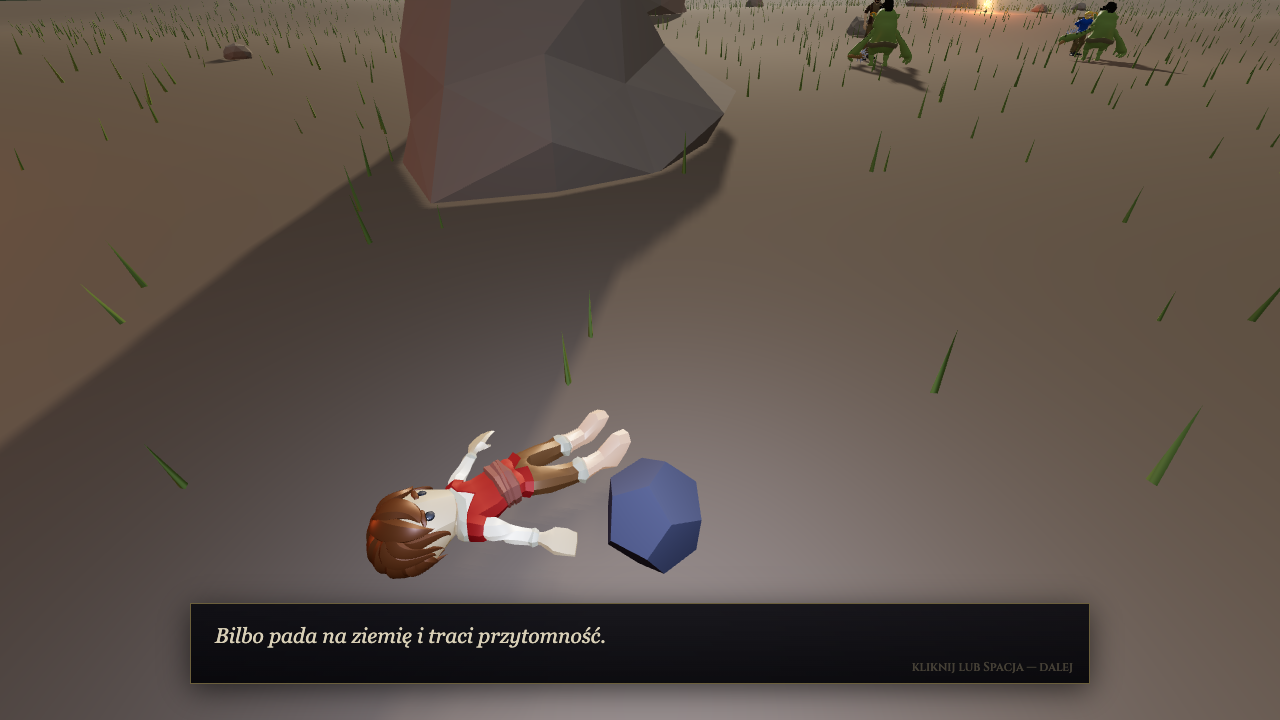 Bilbo pada na ziemię i traci przytomność.
KLIKNIJ LUB SPACJA — DALEJ